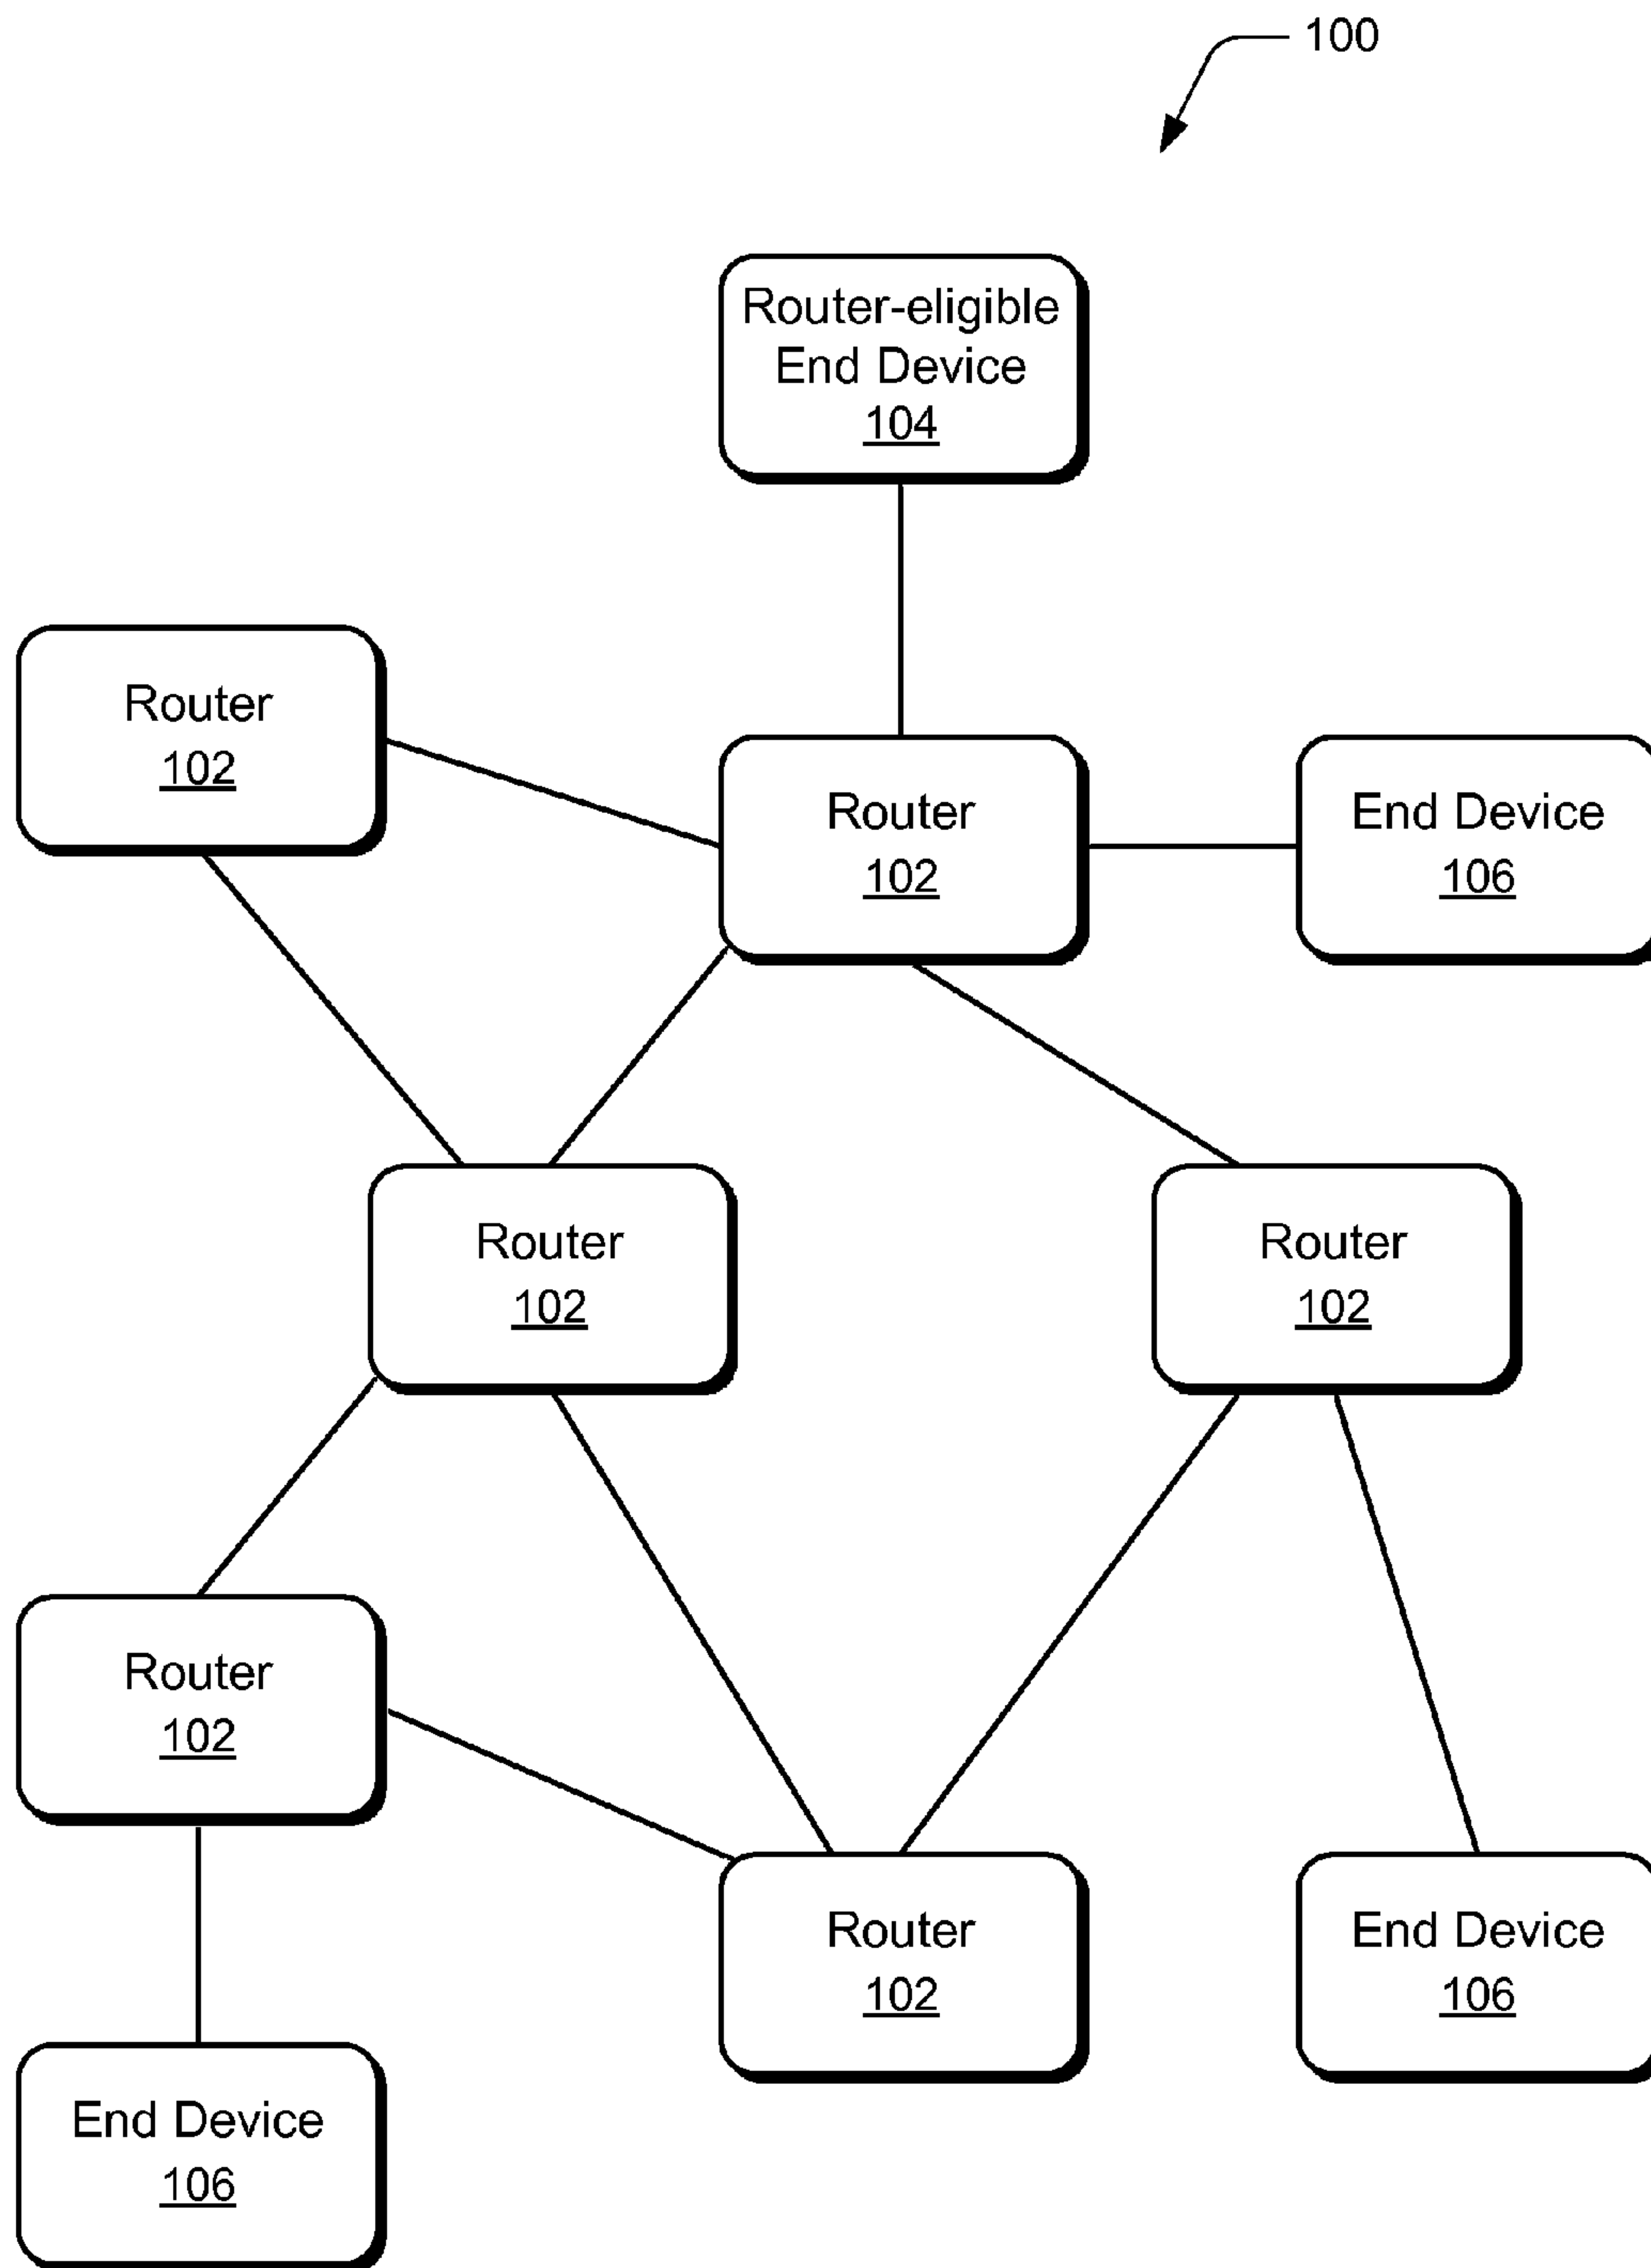 100
Router-eligible
End Device
104
Router
102
Router
102
End Device
106
Router
102
Router
102
Router
102
Router
102
End Device
106
End Device
106